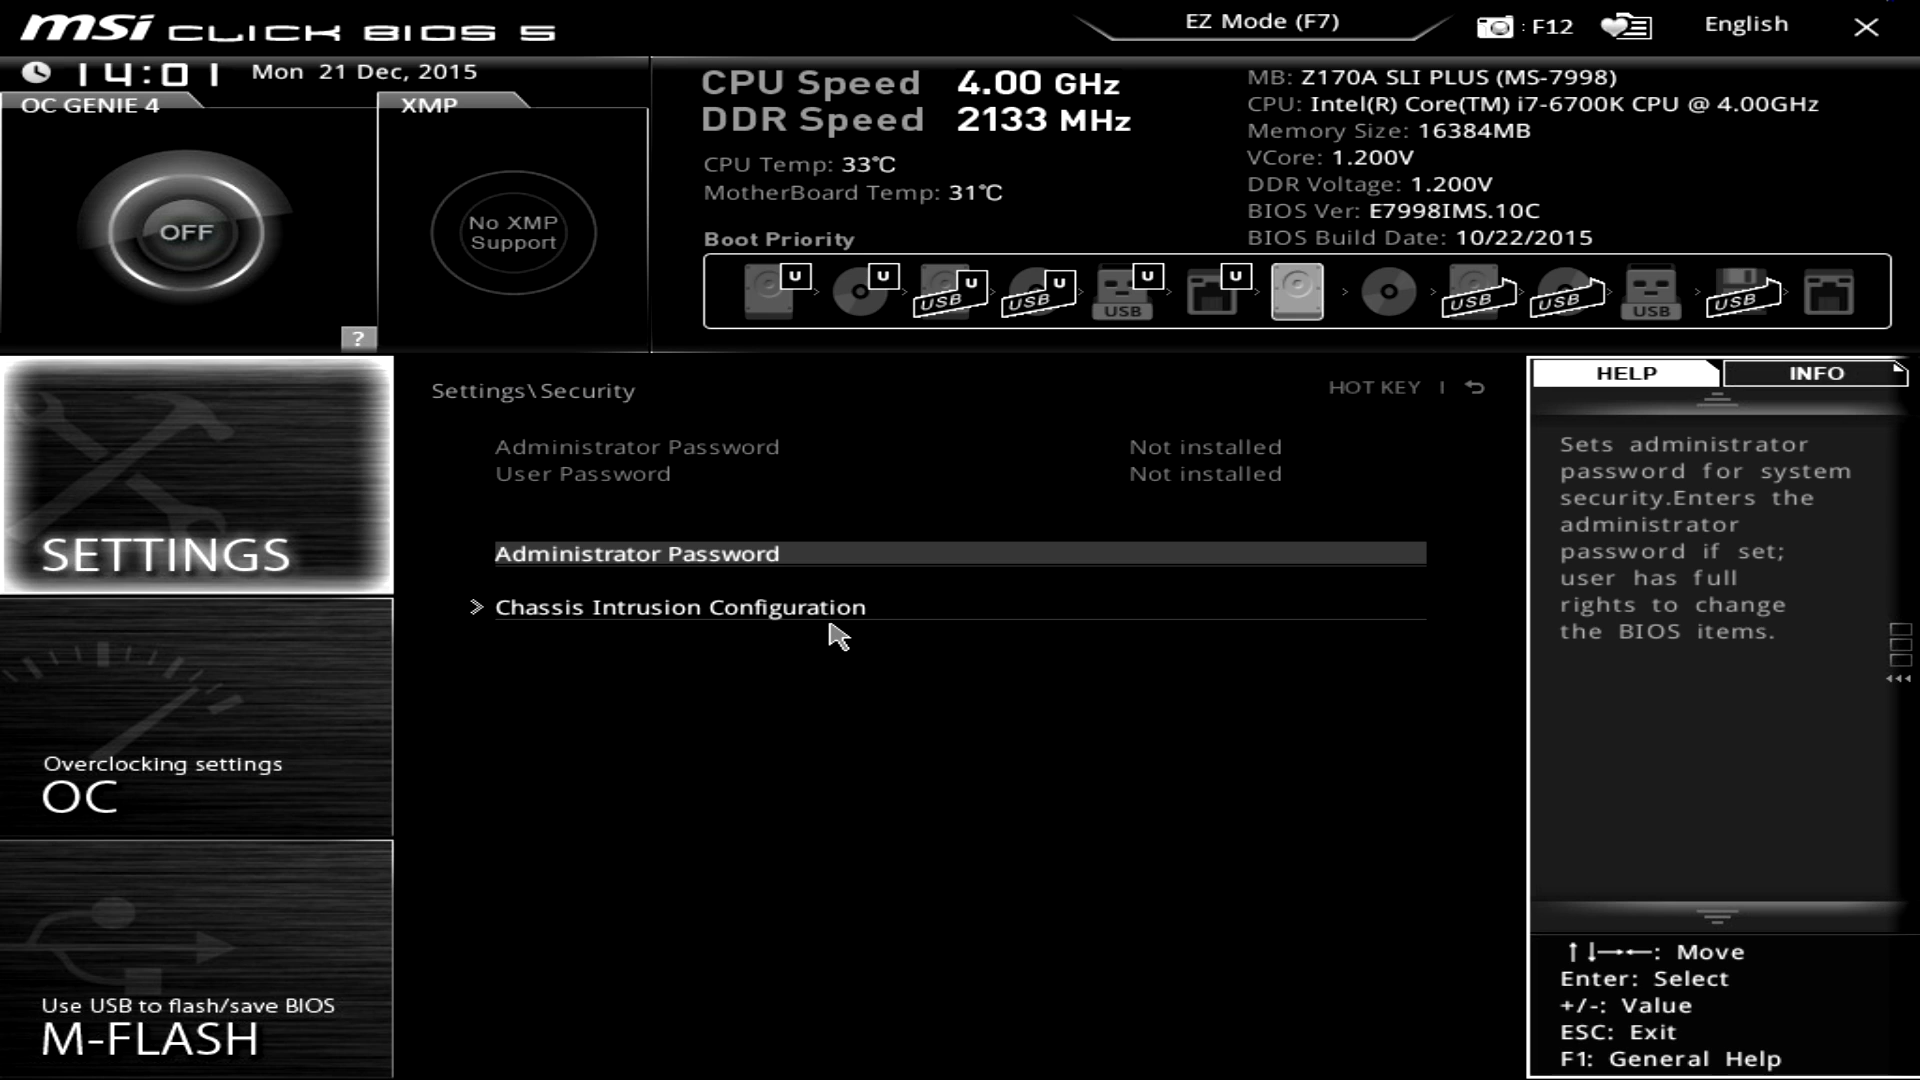 msi CLICK BIOS 5
EZ Mode (F7)
: F12
English
14:01 Mon 21 Dec, 2015
OC GENIE 4
XMP
OFF
No XMP
Support
?
CPU Speed 4.00 GHz
DDR Speed 2133 MHz
CPU Temp: 33°C
MotherBoard Temp: 31°C
MB: Z170A SLI PLUS (MS-7998)
CPU: Intel(R) Core(TM) i7-6700K CPU @ 4.00GHz
Memory Size: 16384MB
VCore: 1.200V
DDR Voltage: 1.200V
BIOS Ver: E7998IMS.10C
BIOS Build Date: 10/22/2015
Boot Priority
U U USB U USB U USB U U USB USB USB USB
SETTINGS
Overclocking settings
OC
Use USB to flash/save BIOS
M-FLASH
Settings\Security
HOT KEY |
Administrator Password Not installed
User Password Not installed
Administrator Password
> Chassis Intrusion Configuration
HELP INFO
Sets administrator
password for system
security.Enters the
administrator
password if set;
user has full
rights to change
the BIOS items.
↑↓→←: Move
Enter: Select
+/-: Value
ESC: Exit
F1: General Help